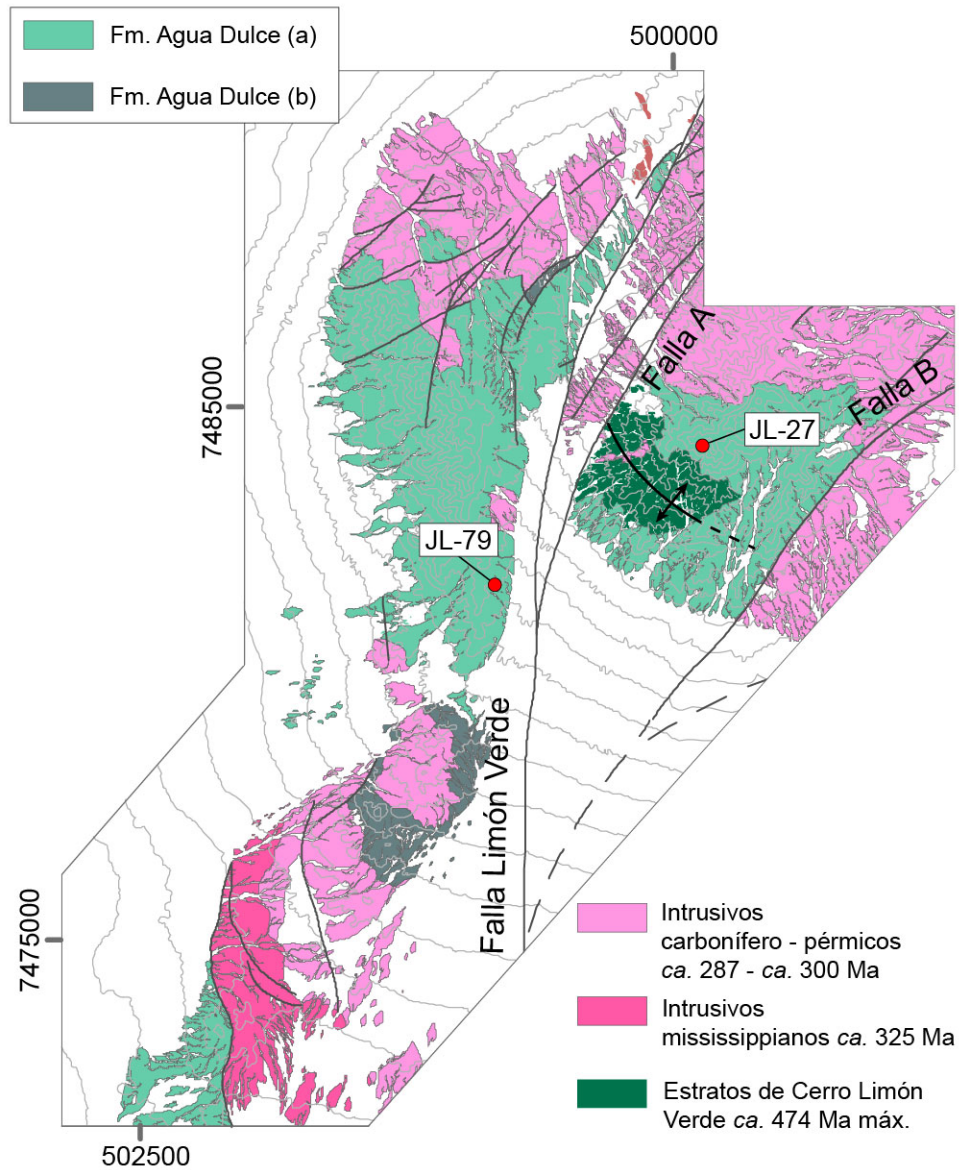 Fm. Agua Dulce (a)
Fm. Agua Dulce (b)
500000
7485000
Falla A
Falla B
JL-27
JL-79
Falla Limón Verde
7475000
502500
Intrusivos
carbonífero - pérmicos
ca. 287 - ca. 300 Ma
Intrusivos
mississippianos ca. 325 Ma
Estratos de Cerro Limón
Verde ca. 474 Ma máx.